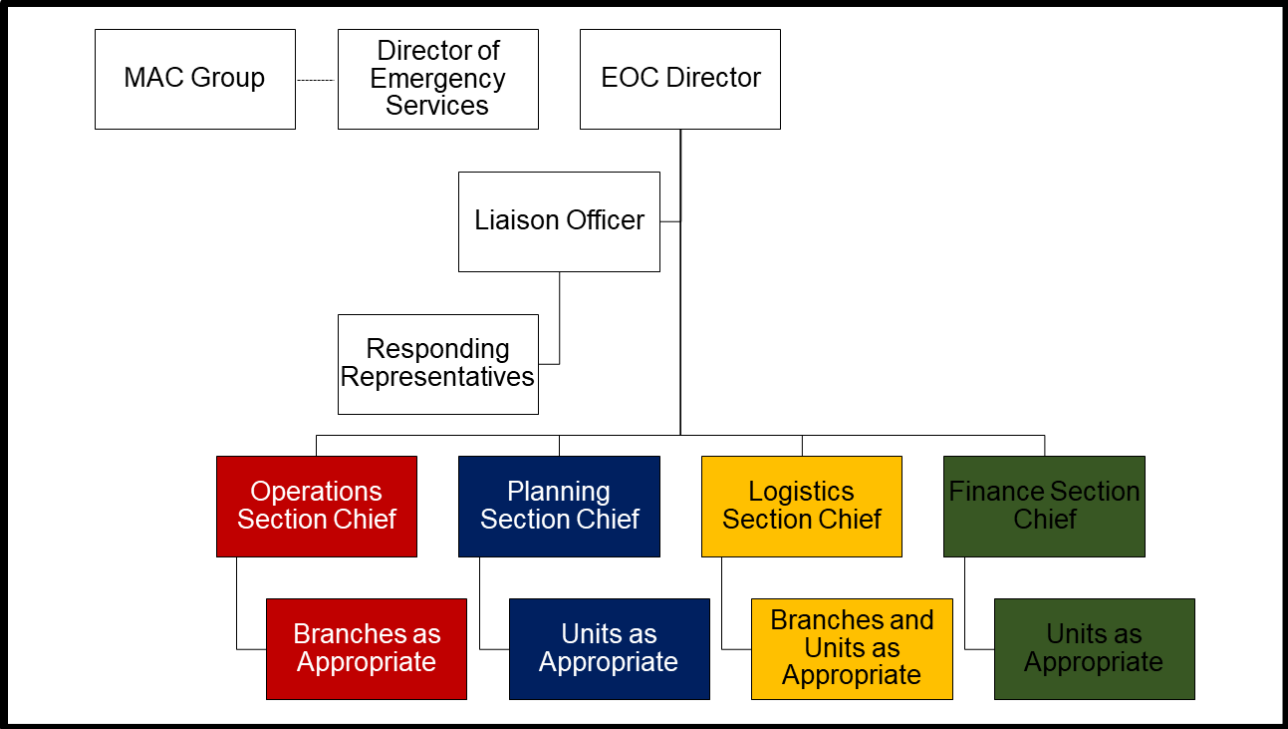 MAC Group
Director of
Emergency
Services
EOC Director
Liaison Officer
Responding
Representatives
Operations
Section Chief
Planning
Section Chief
Logistics
Section Chief
Finance Section
Chief
Branches as
Appropriate
Units as
Appropriate
Branches and
Units as
Appropriate
Units as
Appropriate